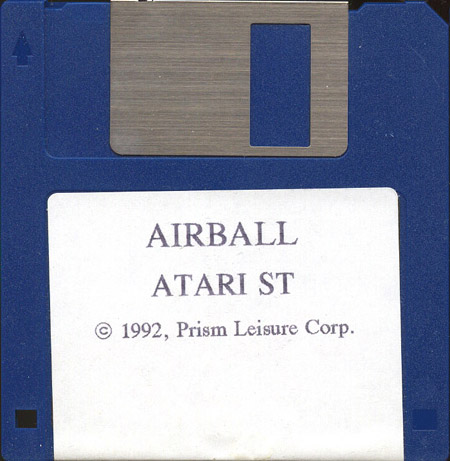 AIRBALL
ATARI ST
© 1992, Prism Leisure Corp.